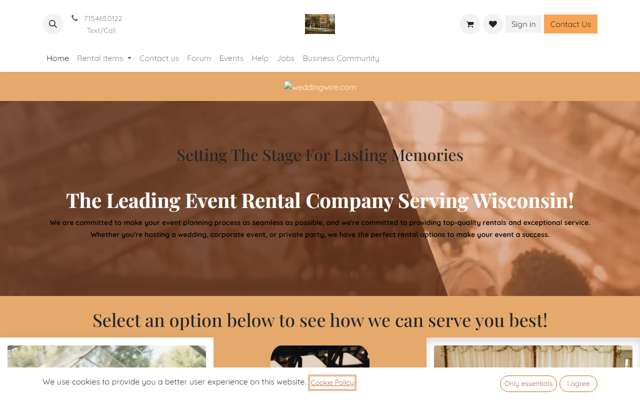 7154650122
Text/Call
Sign in
Contact Us
Home
Rental Items
Contact us
Forum
Events
Help
Jobs
Business Community
weddingwire.com
Setting The Stage For Lasting Memories
The Leading Event Rental Company Serving Wisconsin!
We are committed to make your event planning process as seamless as possible, and we're committed to providing top-quality rentals and exceptional service.
Whether you're hosting a wedding, corporate event, or private party, we have the perfect rental options to make your event a success.
Select an option below to see how we can serve you best!
We use cookies to provide you a better user experience on this website. Cookie Policy
Only essentials
I agree